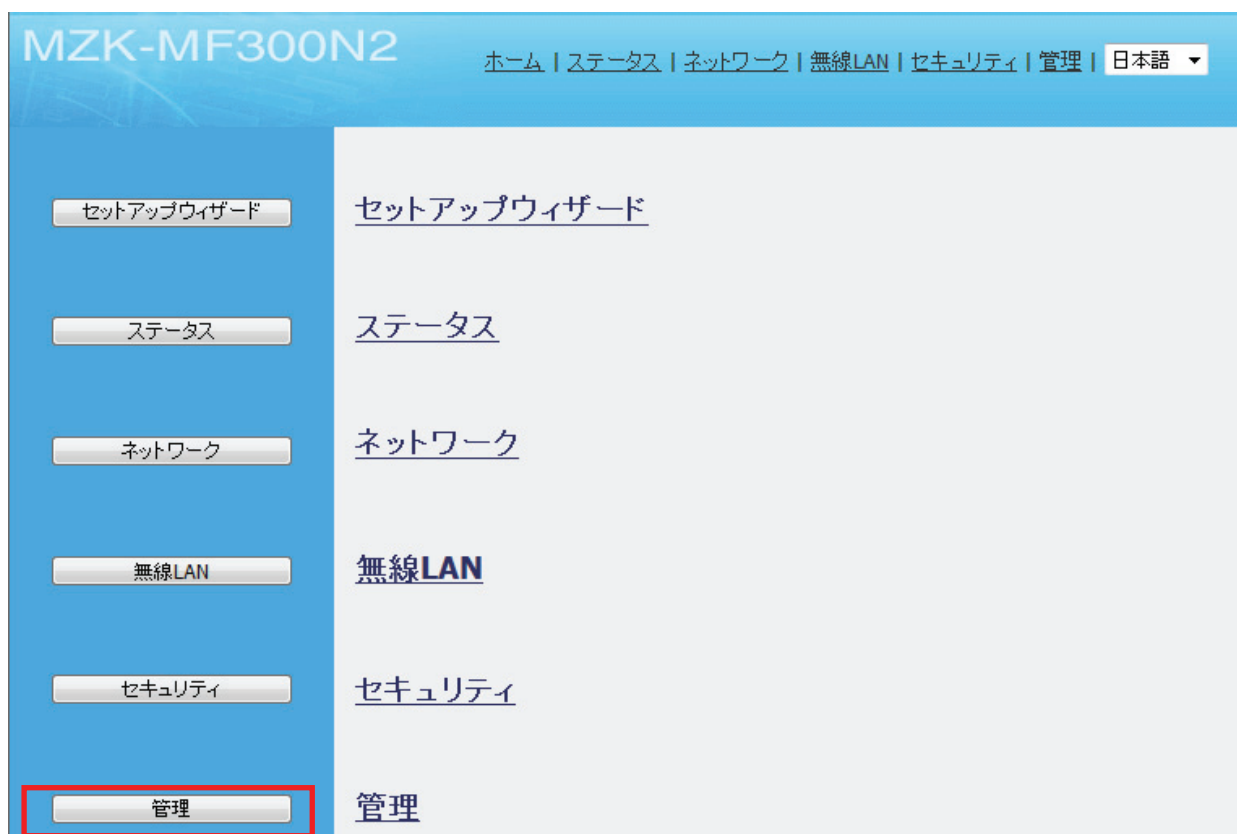 MZK-MF300N2
ホーム | ステータス | ネットワーク | 無線LAN | セキュリティ | 管理 | 日本語
セットアップウィザード セットアップウィザード
ステータス ステータス
ネットワーク ネットワーク
無線LAN 無線LAN
セキュリティ セキュリティ
管理 管理